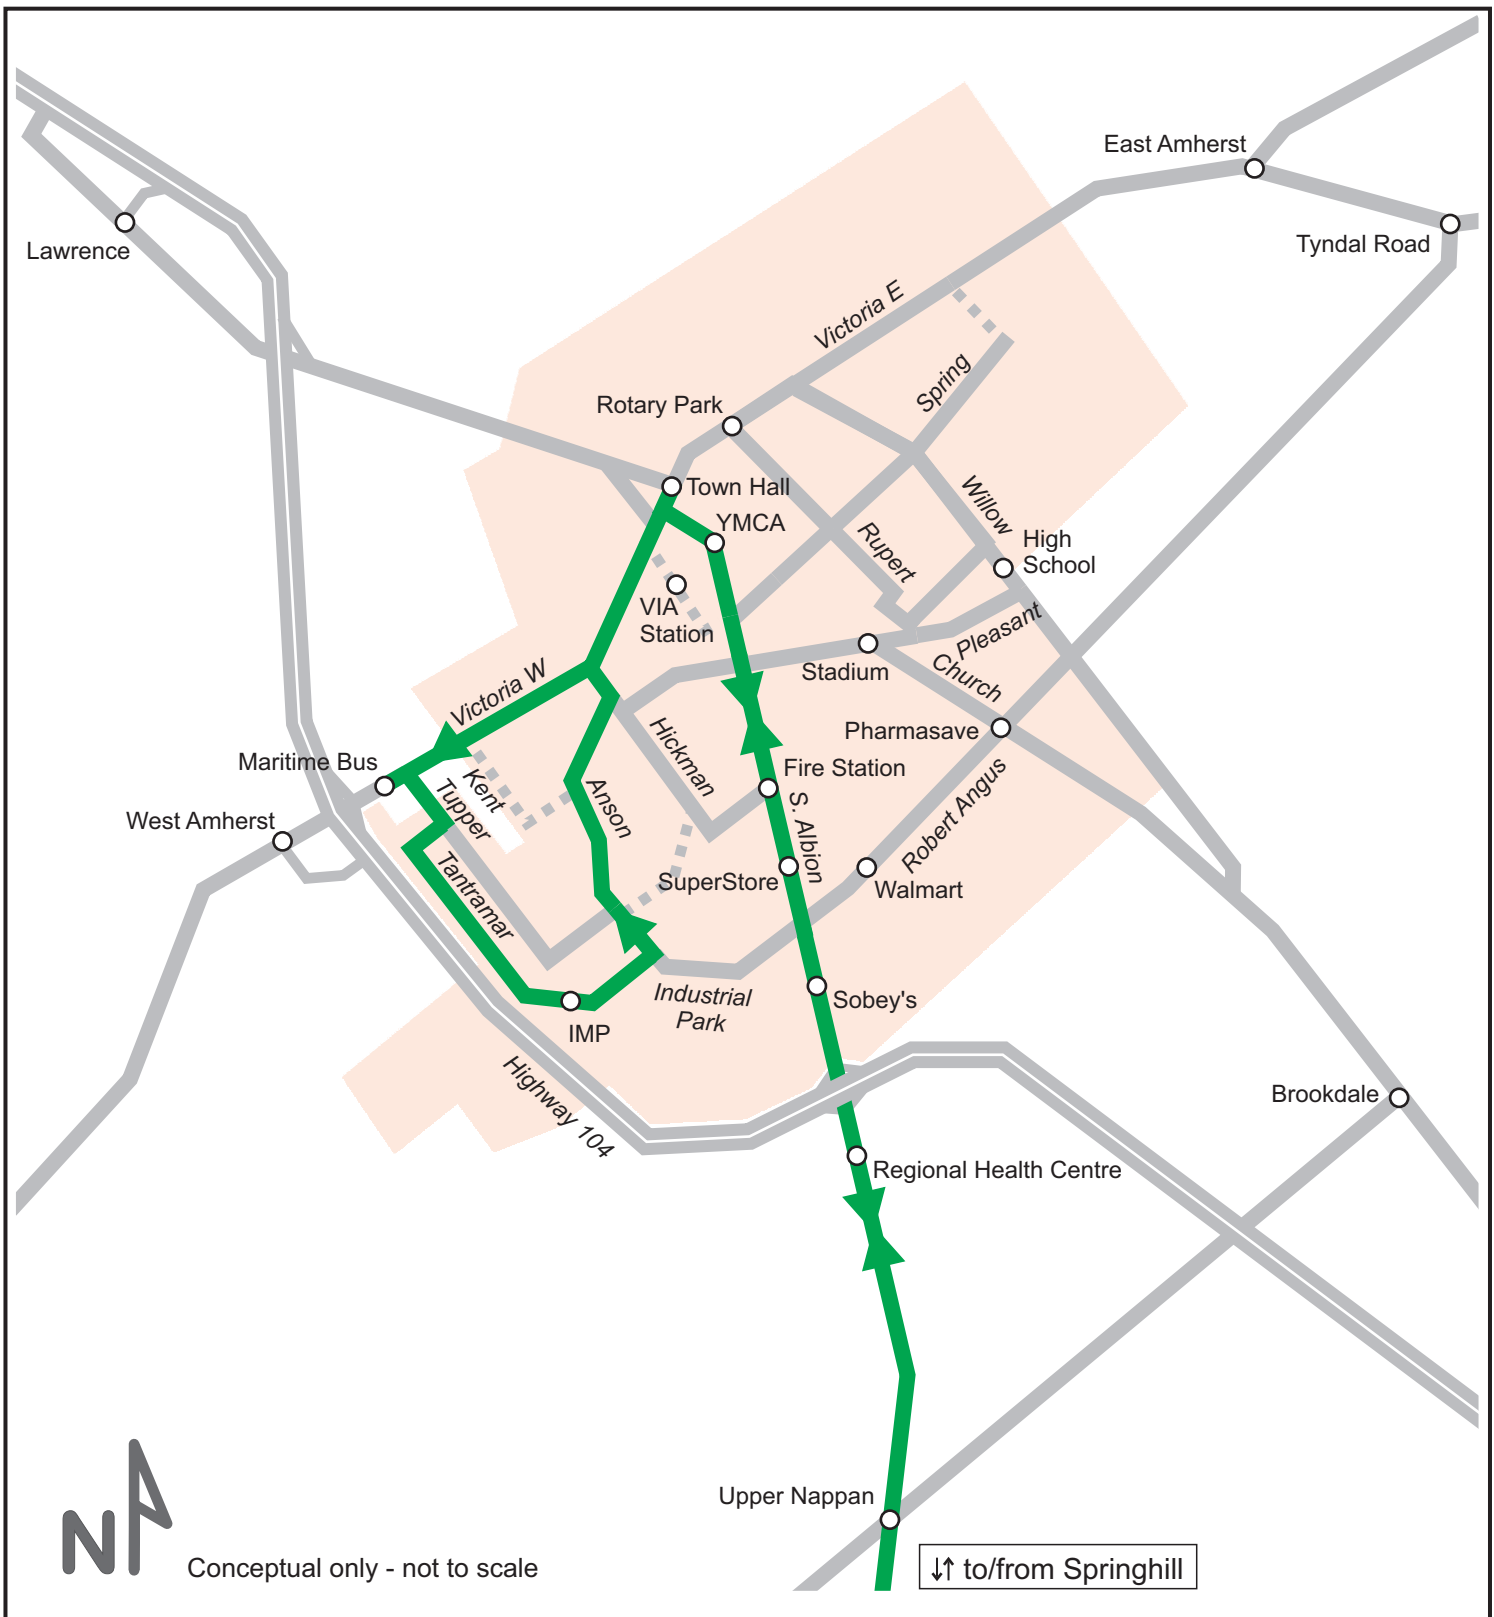 East Amherst
Tyndal Road
Lawrence
Victoria E
Spring
Rotary Park
Town Hall
YMCA
Willow
Rupert
High
School
VIA
Station
Pleasant
Church
Stadium
Victoria W
Hickman
Pharmasave
Maritime Bus
Kent
Tupper
Anson
Fire Station
S. Albion
Robert Angus
West Amherst
Tantramar
SuperStore
Walmart
Industrial
Park
Sobey's
IMP
Highway 104
Brookdale
Regional Health Centre
Upper Nappan
N
Conceptual only - not to scale
↓↑ to/from Springhill